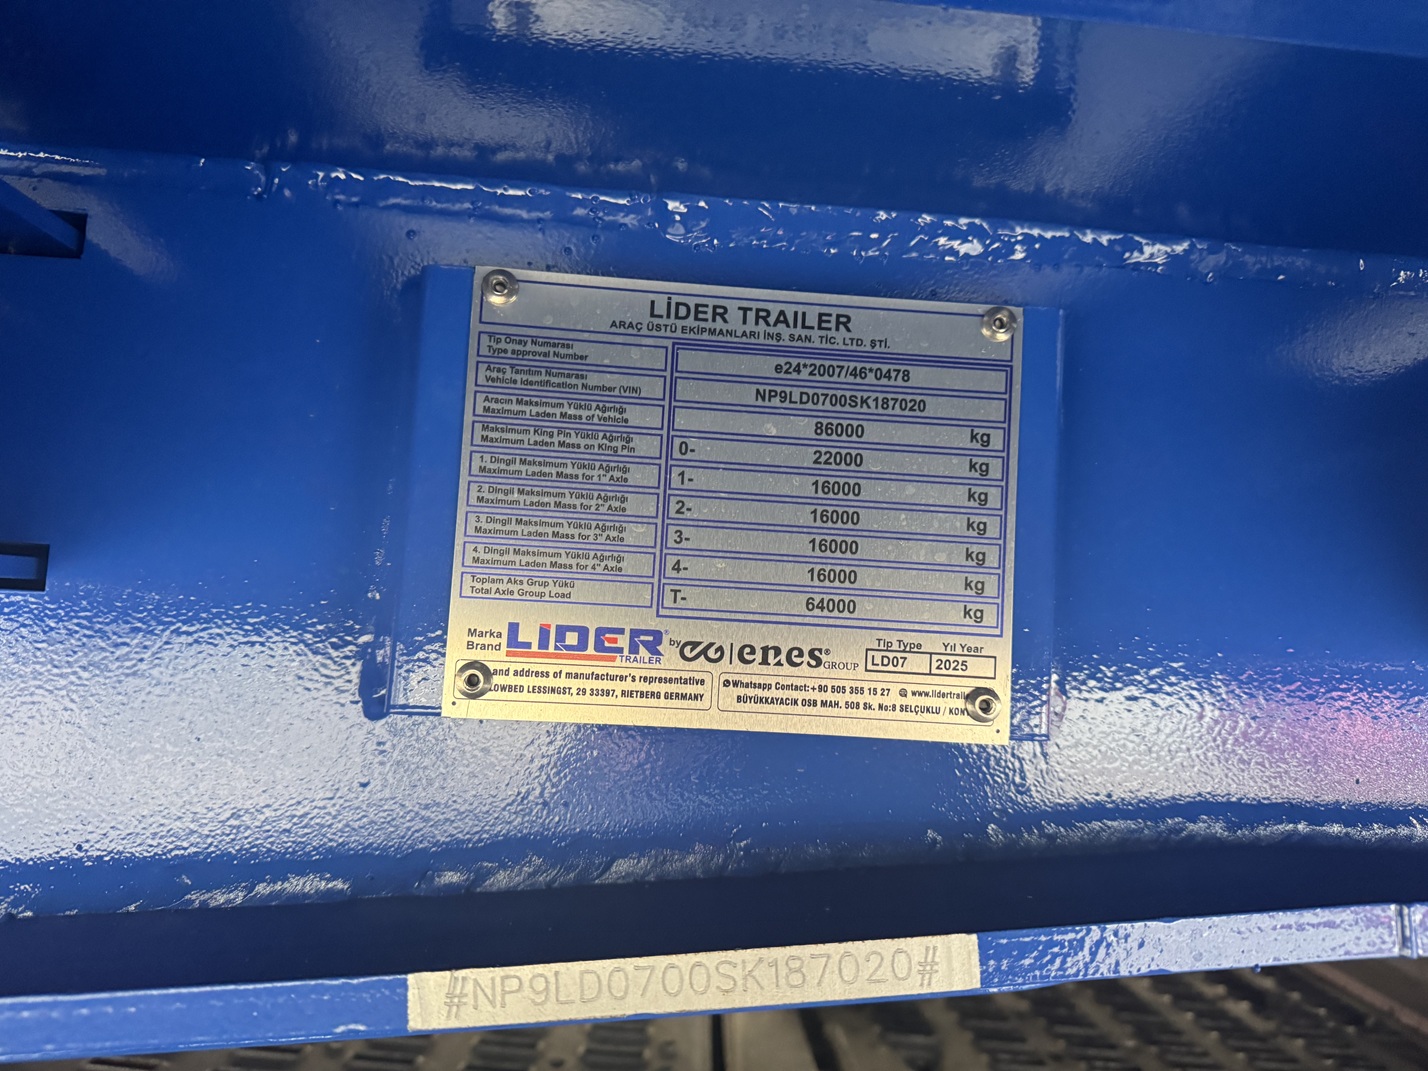 LİDER TRAILER
ARAÇ ÜSTÜ EKİPMANLARI İNŞ. SAN. TİC. LTD. ŞTİ.
Tip Onay Numarası
Type approval Number
e24*2007/46*0478
Araç Tanıtım Numarası
Vehicle Identification Number (VIN)
NP9LD0700SK187020
Aracın Maksimum Yüklü Ağırlığı
Maximum Laden Mass of Vehicle
86000 kg
Maksimum King Pin Yüklü Ağırlığı
Maximum Laden Mass on King Pin
0- 22000 kg
1. Dingil Maksimum Yüklü Ağırlığı
Maximum Laden Mass for 1" Axle
1- 16000 kg
2. Dingil Maksimum Yüklü Ağırlığı
Maximum Laden Mass for 2" Axle
2- 16000 kg
3. Dingil Maksimum Yüklü Ağırlığı
Maximum Laden Mass for 3" Axle
3- 16000 kg
4. Dingil Maksimum Yüklü Ağırlığı
Maximum Laden Mass for 4" Axle
4- 16000 kg
Toplam Aks Grup Yükü
Total Axle Group Load
T- 64000 kg
Marka
Brand
LİDER®
TRAILER
by enes® GROUP
Tip Type
LD07
Yıl Year
2025
and address of manufacturer's representative
LOWBED LESSINGST, 29 33397, RIETBERG GERMANY
Whatsapp Contact: +90 505 355 15 27
BÜYÜKKAYACIK OSB MAH. 508 Sk. No:8 SELÇUKLU /
#NP9LD0700SK187020#